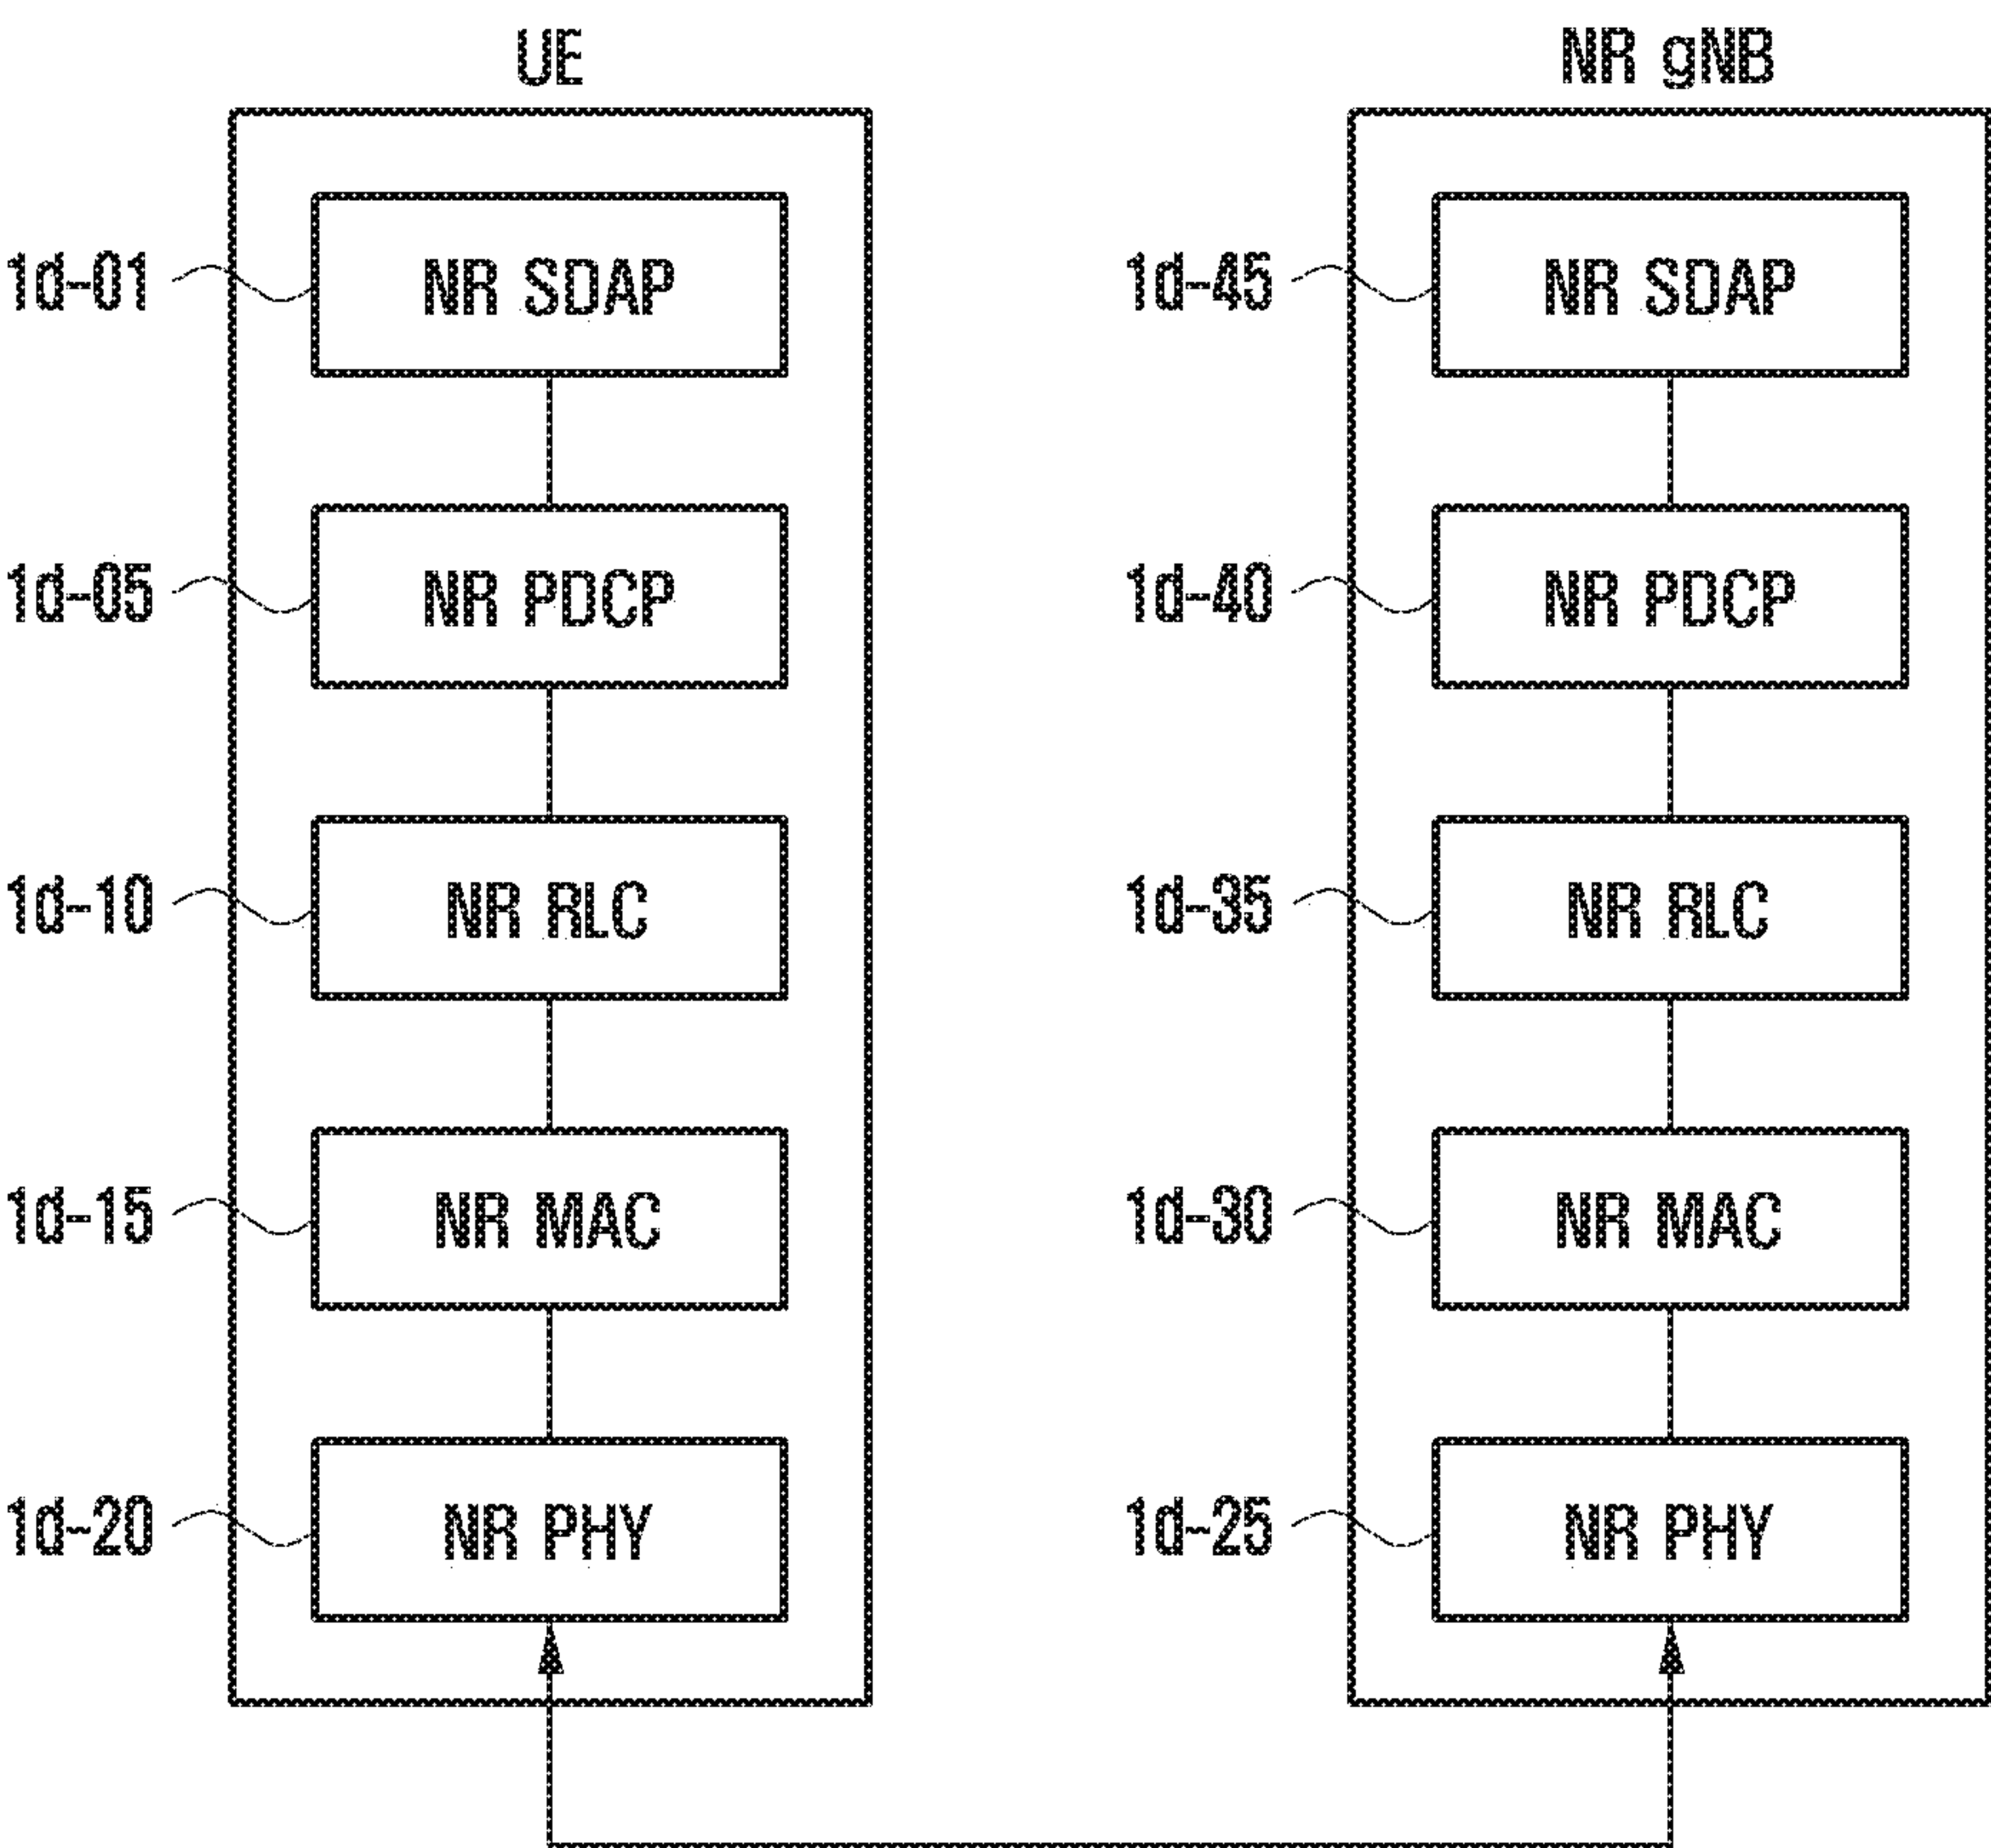 UE
NR gNB
1d-01
NR SDAP
1d-45
NR SDAP
1d-05
NR PDCP
1d-40
NR PDCP
1d-10
NR RLC
1d-35
NR RLC
1d-15
NR MAC
1d-30
NR MAC
1d-20
NR PHY
1d-25
NR PHY